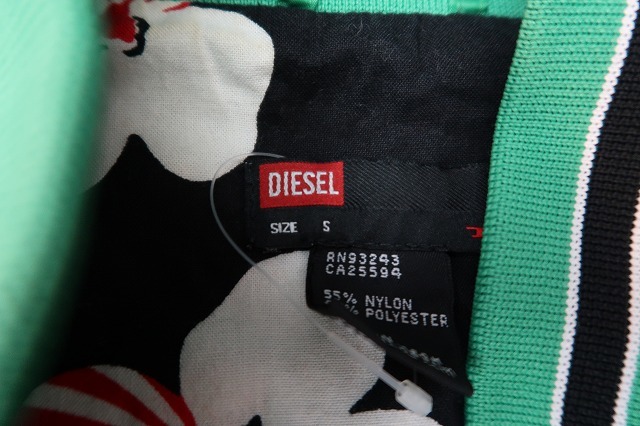 DIESEL
SIZE S
RN93243
CA25594
55% NYLON
% POLYESTER